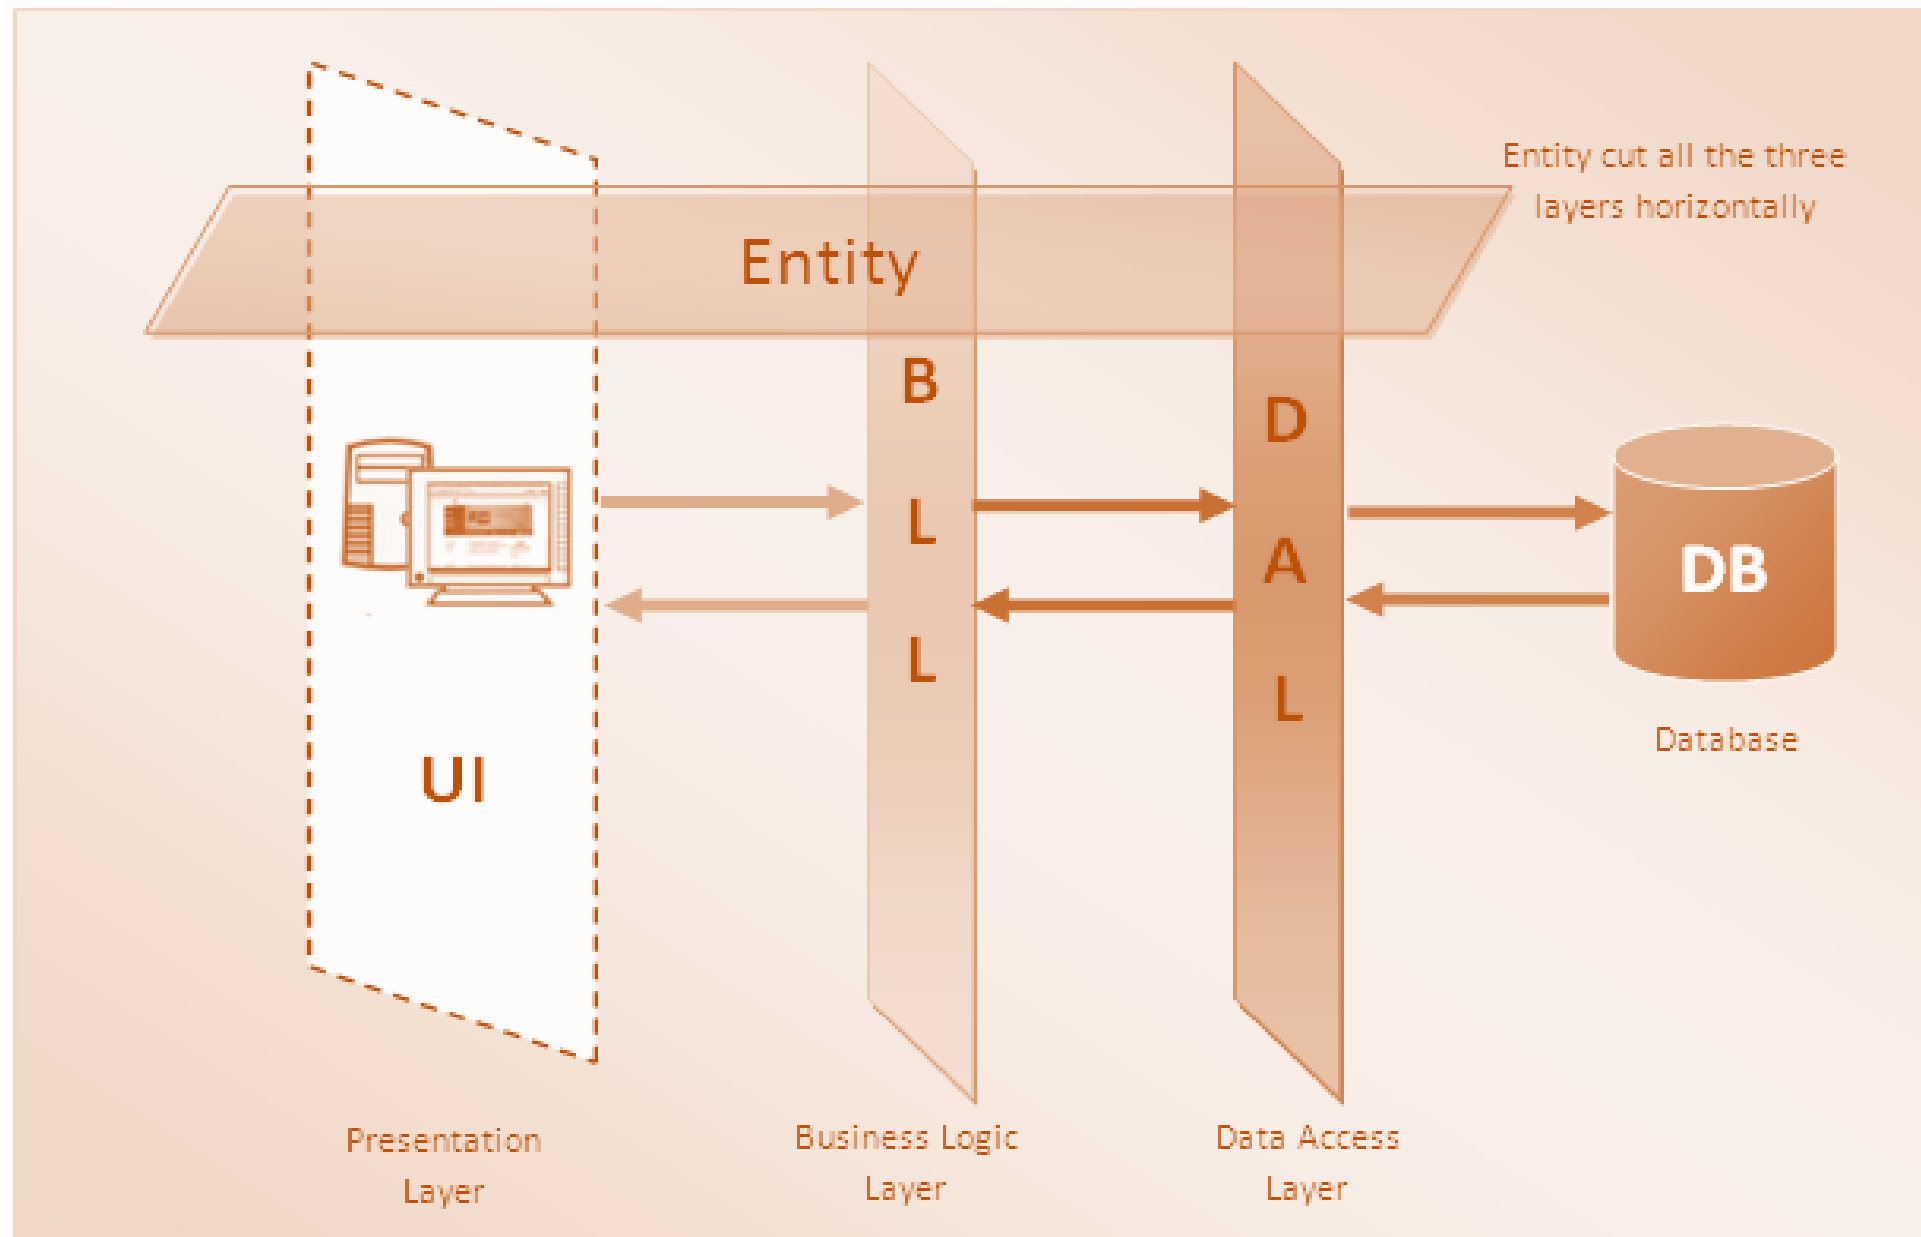 Entity cut all the three
layers horizontally
Entity
B
L
L
D
A
L
DB
UI
Database
Presentation
Layer
Business Logic
Layer
Data Access
Layer